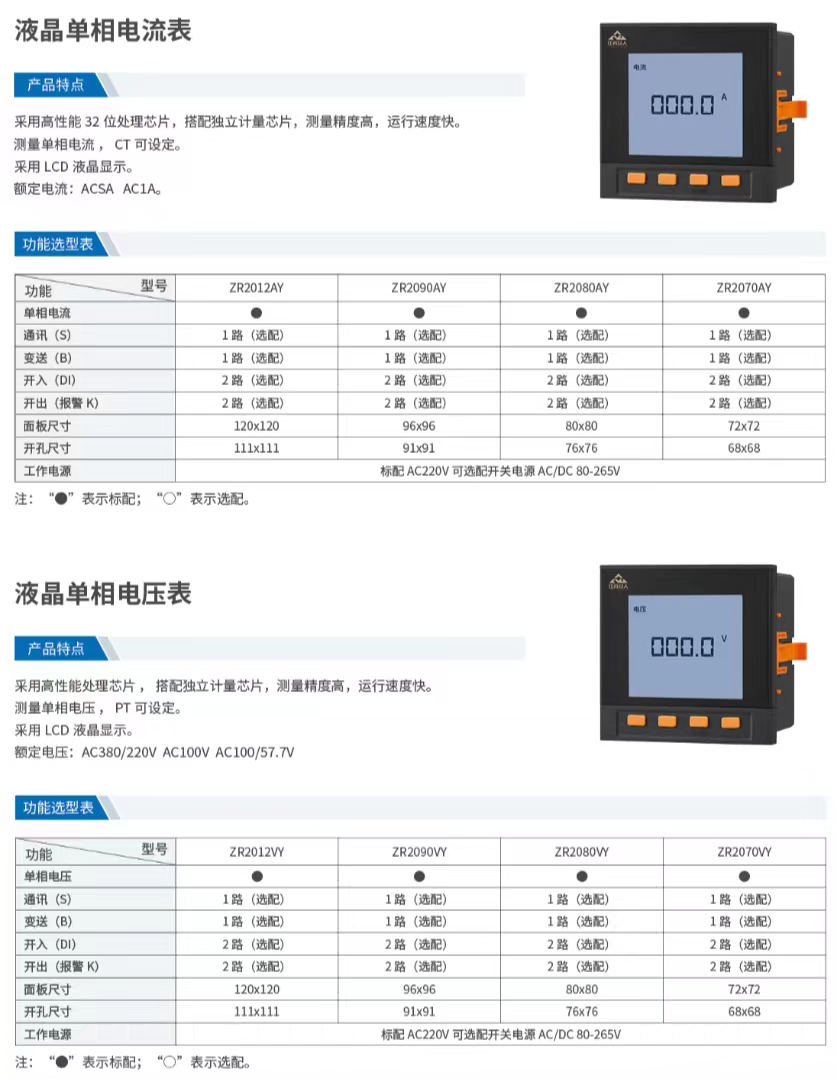 液晶单相电流表
产品特点
采用高性能 32 位处理芯片，搭配独立计量芯片，测量精度高，运行速度快。
测量单相电流 ， CT 可设定。
采用 LCD 液晶显示。
额定电流：ACSA AC1A。
电流
000.0 A
功能选型表
功能 型号 ZR2012AY ZR2090AY ZR2080AY ZR2070AY
单相电流 ● ● ● ●
通讯（S） 1 路（选配） 1 路（选配） 1 路（选配） 1 路（选配）
变送（B） 1 路（选配） 1 路（选配） 1 路（选配） 1 路（选配）
开入（DI） 2 路（选配） 2 路（选配） 2 路（选配） 2 路（选配）
开出（报警 K） 2 路（选配） 2 路（选配） 2 路（选配） 2 路（选配）
面板尺寸 120x120 96x96 80x80 72x72
开孔尺寸 111x111 91x91 76x76 68x68
工作电源 标配 AC220V 可选配开关电源 AC/DC 80-265V
注：“●”表示标配；“○”表示选配。
液晶单相电压表
产品特点
采用高性能处理芯片 ， 搭配独立计量芯片，测量精度高，运行速度快。
测量单相电压 ， PT 可设定。
采用 LCD 液晶显示。
额定电压：AC380/220V AC100V AC100/57.7V
电压
000.0 V
功能选型表
功能 型号 ZR2012VY ZR2090VY ZR2080VY ZR2070VY
单相电压 ● ● ● ●
通讯（S） 1 路（选配） 1 路（选配） 1 路（选配） 1 路（选配）
变送（B） 1 路（选配） 1 路（选配） 1 路（选配） 1 路（选配）
开入（DI） 2 路（选配） 2 路（选配） 2 路（选配） 2 路（选配）
开出（报警 K） 2 路（选配） 2 路（选配） 2 路（选配） 2 路（选配）
面板尺寸 120x120 96x96 80x80 72x72
开孔尺寸 111x111 91x91 76x76 68x68
工作电源 标配 AC220V 可选配开关电源 AC/DC 80-265V
注：“●”表示标配；“○”表示选配。